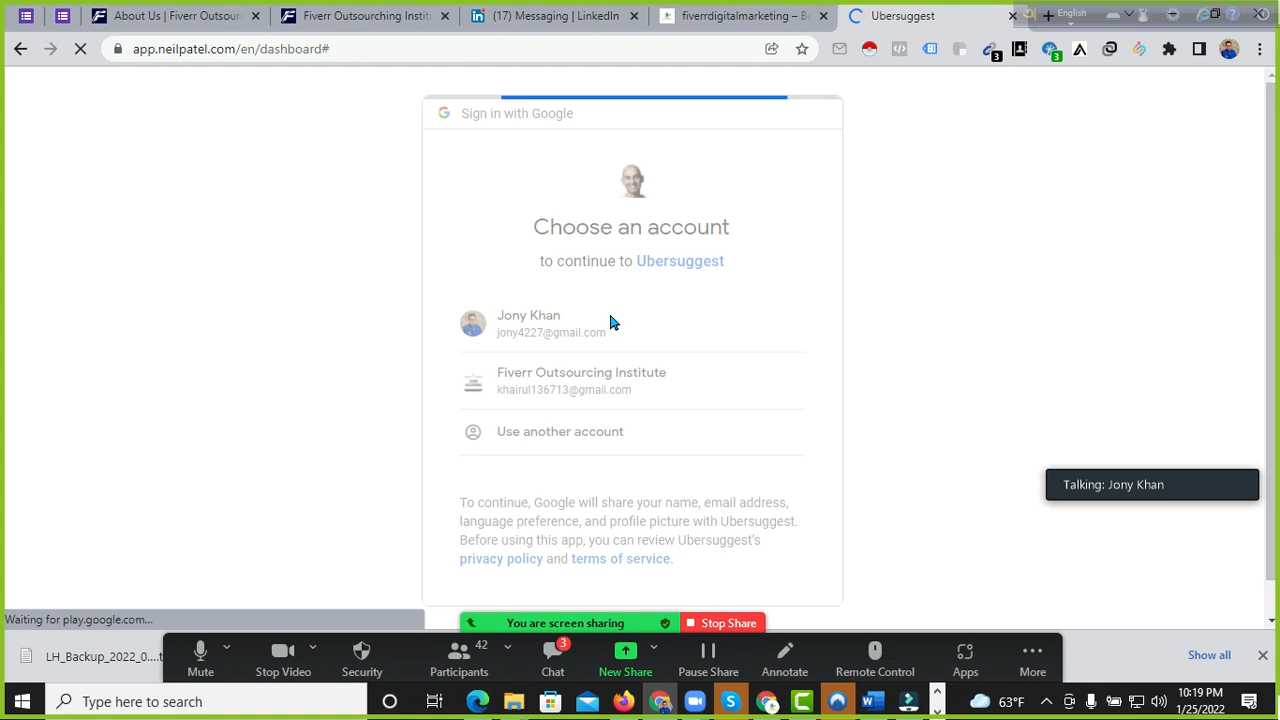 About Us | Fiverr Outsour
Fiverr Outsourcing Instit
(17) Messaging | LinkedIn
fiverrdigitalmarketing – Be
Ubersuggest
English
app.neilpatel.com/en/dashboard#
3
3
Sign in with Google
Choose an account
to continue to Ubersuggest
Jony Khan
jony4227@gmail.com
Fiverr Outsourcing Institute
khairul136713@gmail.com
Use another account
Talking: Jony Khan
To continue, Google will share your name, email address,
language preference, and profile picture with Ubersuggest.
Before using this app, you can review Ubersuggest's
privacy policy and terms of service.
Waiting for play.google.com...
You are screen sharing
Stop Share
LH_Backup_2022_0....t
Mute
Stop Video
Security
42
Participants
3
Chat
New Share
Pause Share
Annotate
Remote Control
Apps
More
Show all
Type here to search
63°F
10:19 PM
1/25/2022